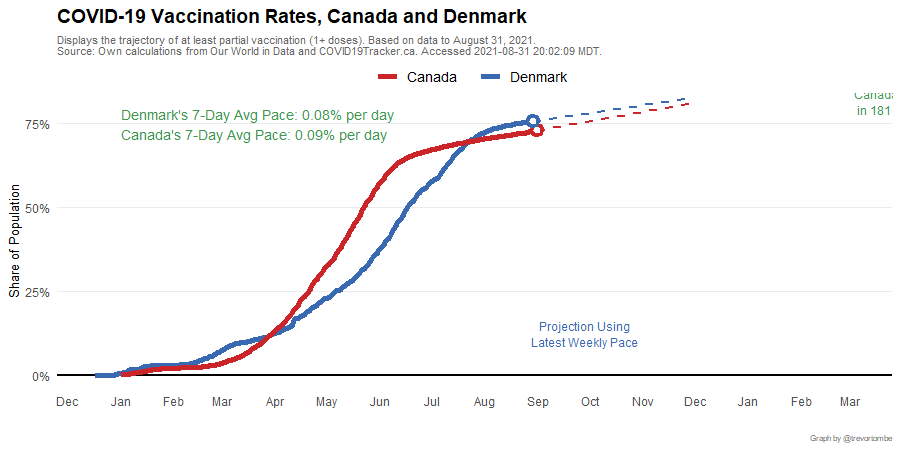 COVID-19 Vaccination Rates, Canada and Denmark
Displays the trajectory of at least partial vaccination (1+ doses). Based on data to August 31, 2021.
Source: Own calculations from Our World in Data and COVID19Tracker.ca. Accessed 2021-08-31 20:02:09 MDT.
Canada Denmark
Denmark's 7-Day Avg Pace: 0.08% per day
Canada's 7-Day Avg Pace: 0.09% per day
Canada
in 181
75%
50%
25%
0%
Share of Population
Projection Using
Latest Weekly Pace
Dec Jan Feb Mar Apr May Jun Jul Aug Sep Oct Nov Dec Jan Feb Mar
Graph by @trevortombe